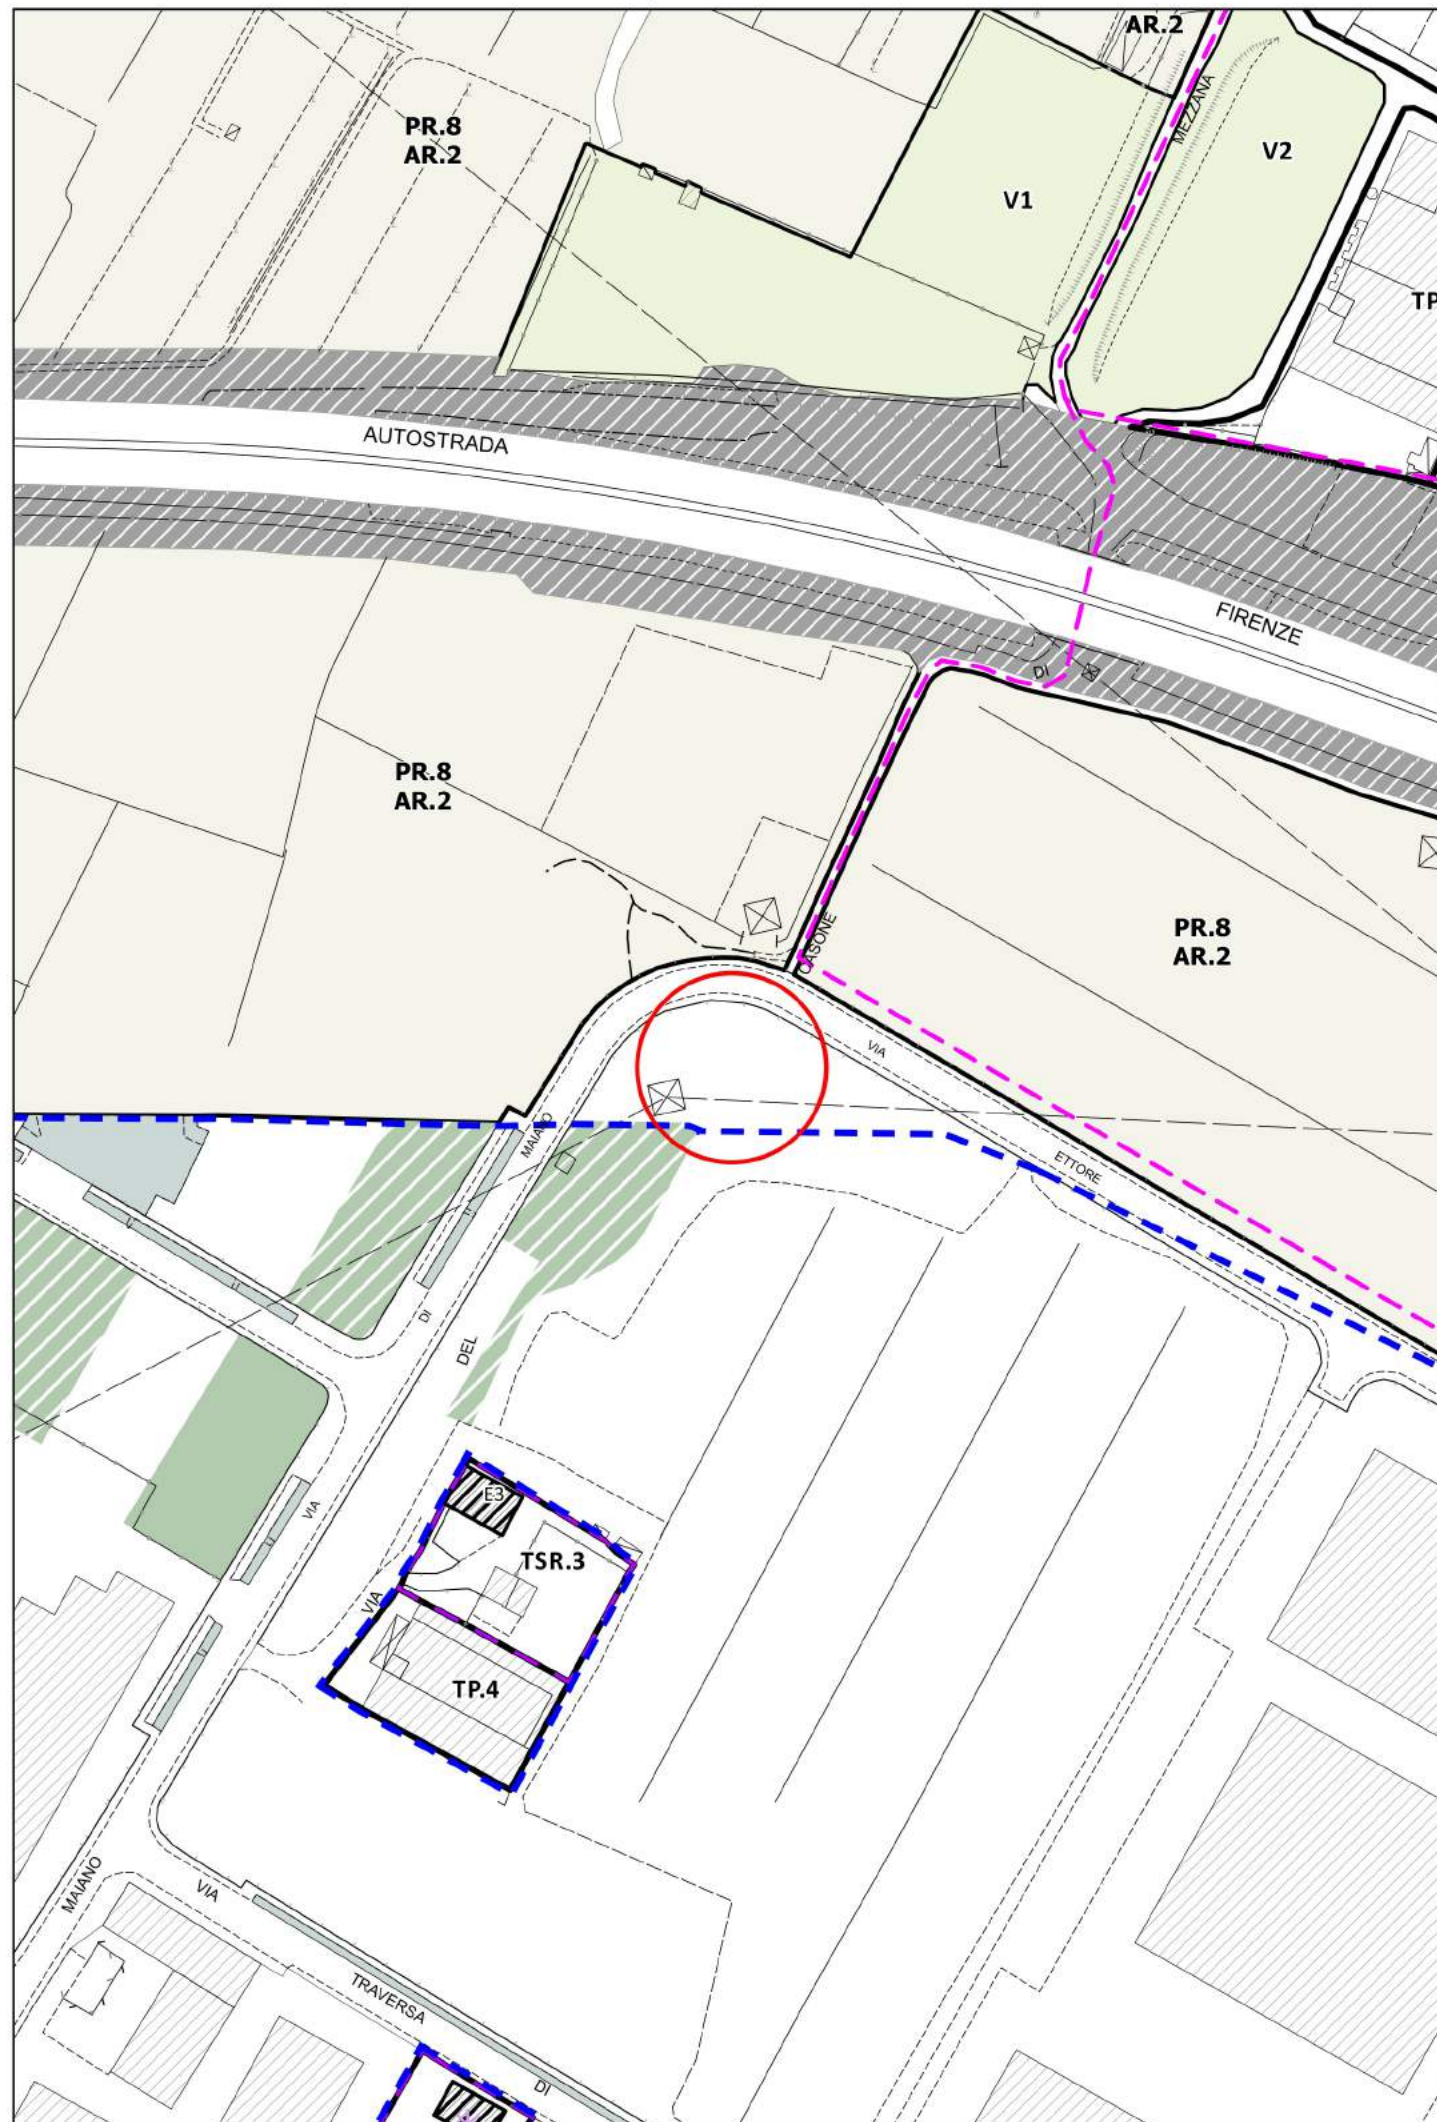 AR.2
MEZZANA
PR.8
AR.2
V2
V1
TP
AUTOSTRADA
FIRENZE
DI
PR.8
AR.2
CASONE
PR.8
AR.2
VIA
MAIANO
ETTORE
DI
DEL
VIA
E3
TSR.3
VIA
TP.4
MAIANO
VIA
TRAVERSA
DI